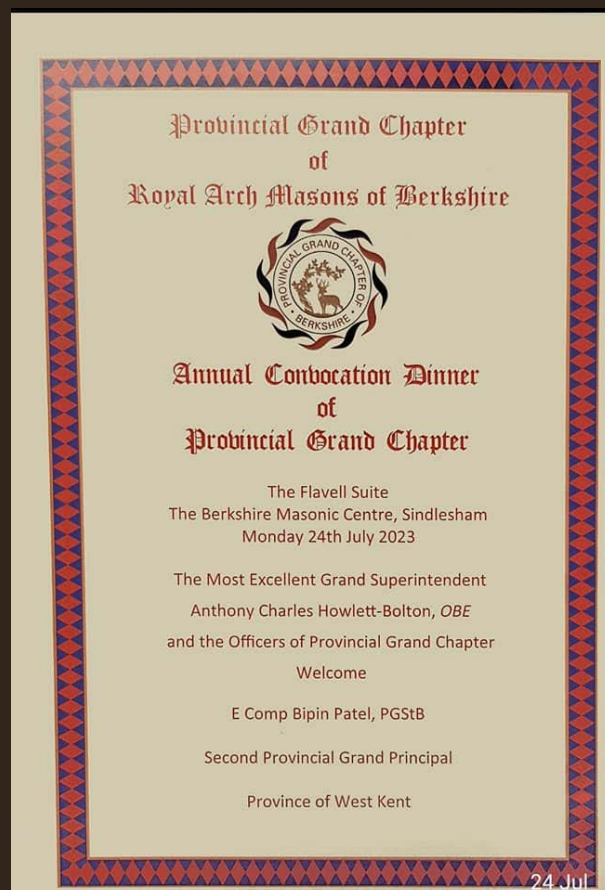 Provincial Grand Chapter
of
Royal Arch Masons of Berkshire
· PROVINCIAL GRAND CHAPTER OF ·
BERKSHIRE
Annual Convocation Dinner
of
Provincial Grand Chapter
The Flavell Suite
The Berkshire Masonic Centre, Sindlesham
Monday 24th July 2023
The Most Excellent Grand Superintendent
Anthony Charles Howlett-Bolton, OBE
and the Officers of Provincial Grand Chapter
Welcome
E Comp Bipin Patel, PGStB
Second Provincial Grand Principal
Province of West Kent
24 Jul